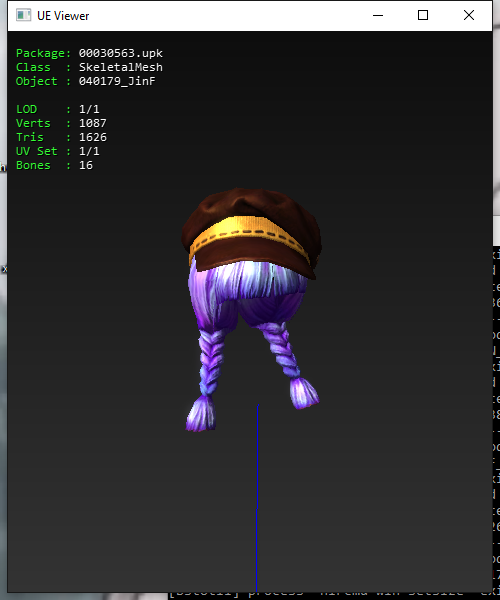 UE Viewer
Package: 00030563.upk
Class : SkeletalMesh
Object : 040179_JinF
LOD : 1/1
Verts : 1087
Tris : 1626
UV Set : 1/1
Bones : 16